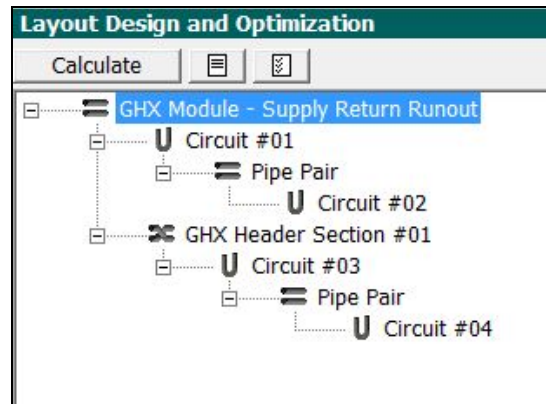 Layout Design and Optimization
Calculate
GHX Module - Supply Return Runout
Circuit #01
Pipe Pair
Circuit #02
GHX Header Section #01
Circuit #03
Pipe Pair
Circuit #04